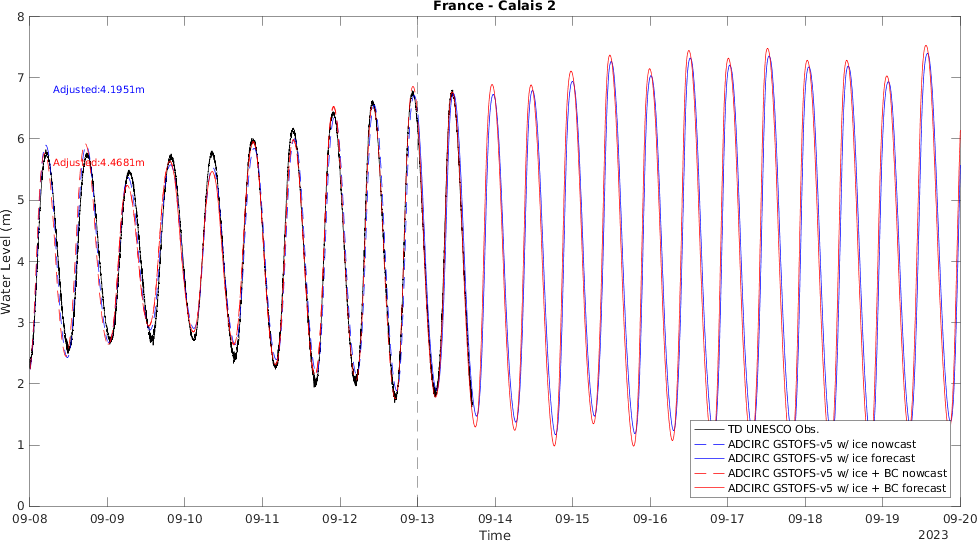 France - Calais 2
8
7
6
5
4
3
2
1
0
Water Level (m)
Adjusted:4.1951m
Adjusted:4.4681m
TD UNESCO Obs.
ADCIRC GSTOFS-v5 w/ ice nowcast
ADCIRC GSTOFS-v5 w/ ice forecast
ADCIRC GSTOFS-v5 w/ ice + BC nowcast
ADCIRC GSTOFS-v5 w/ ice + BC forecast
09-08 09-09 09-10 09-11 09-12 09-13 09-14 09-15 09-16 09-17 09-18 09-19 09-20
Time
2023